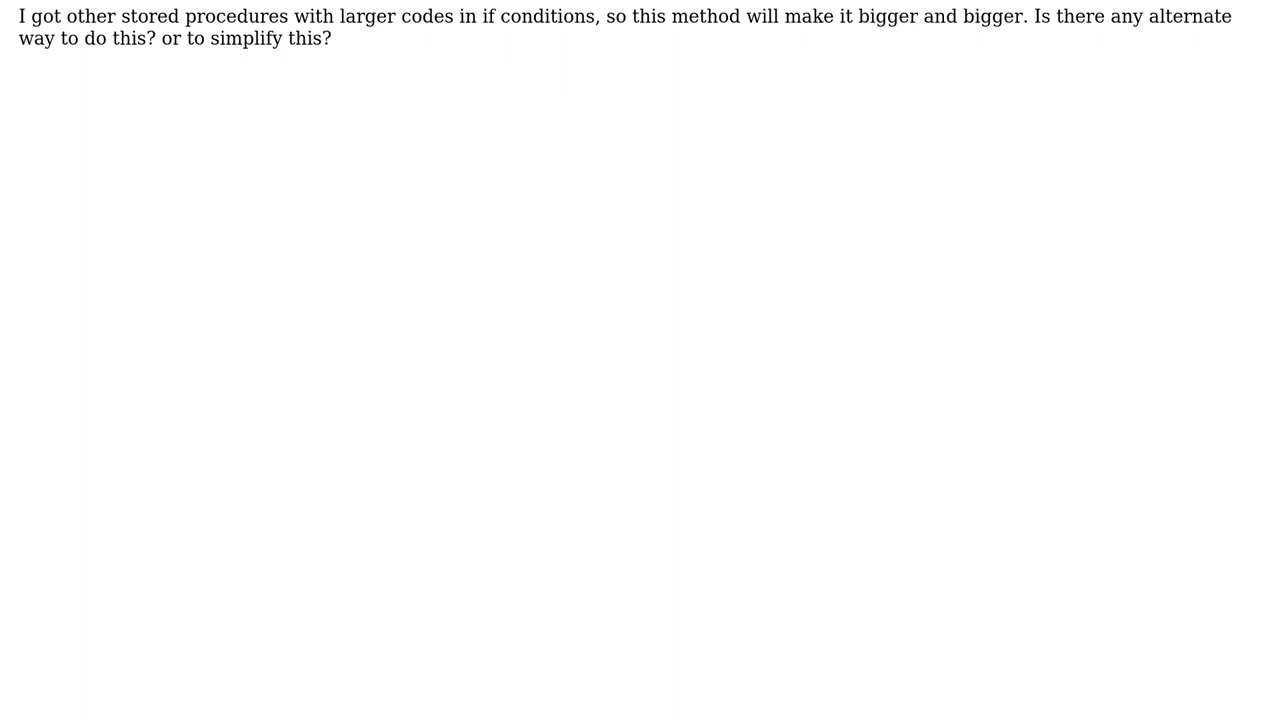 I got other stored procedures with larger codes in if conditions, so this method will make it bigger and bigger. Is there any alternate
way to do this? or to simplify this?